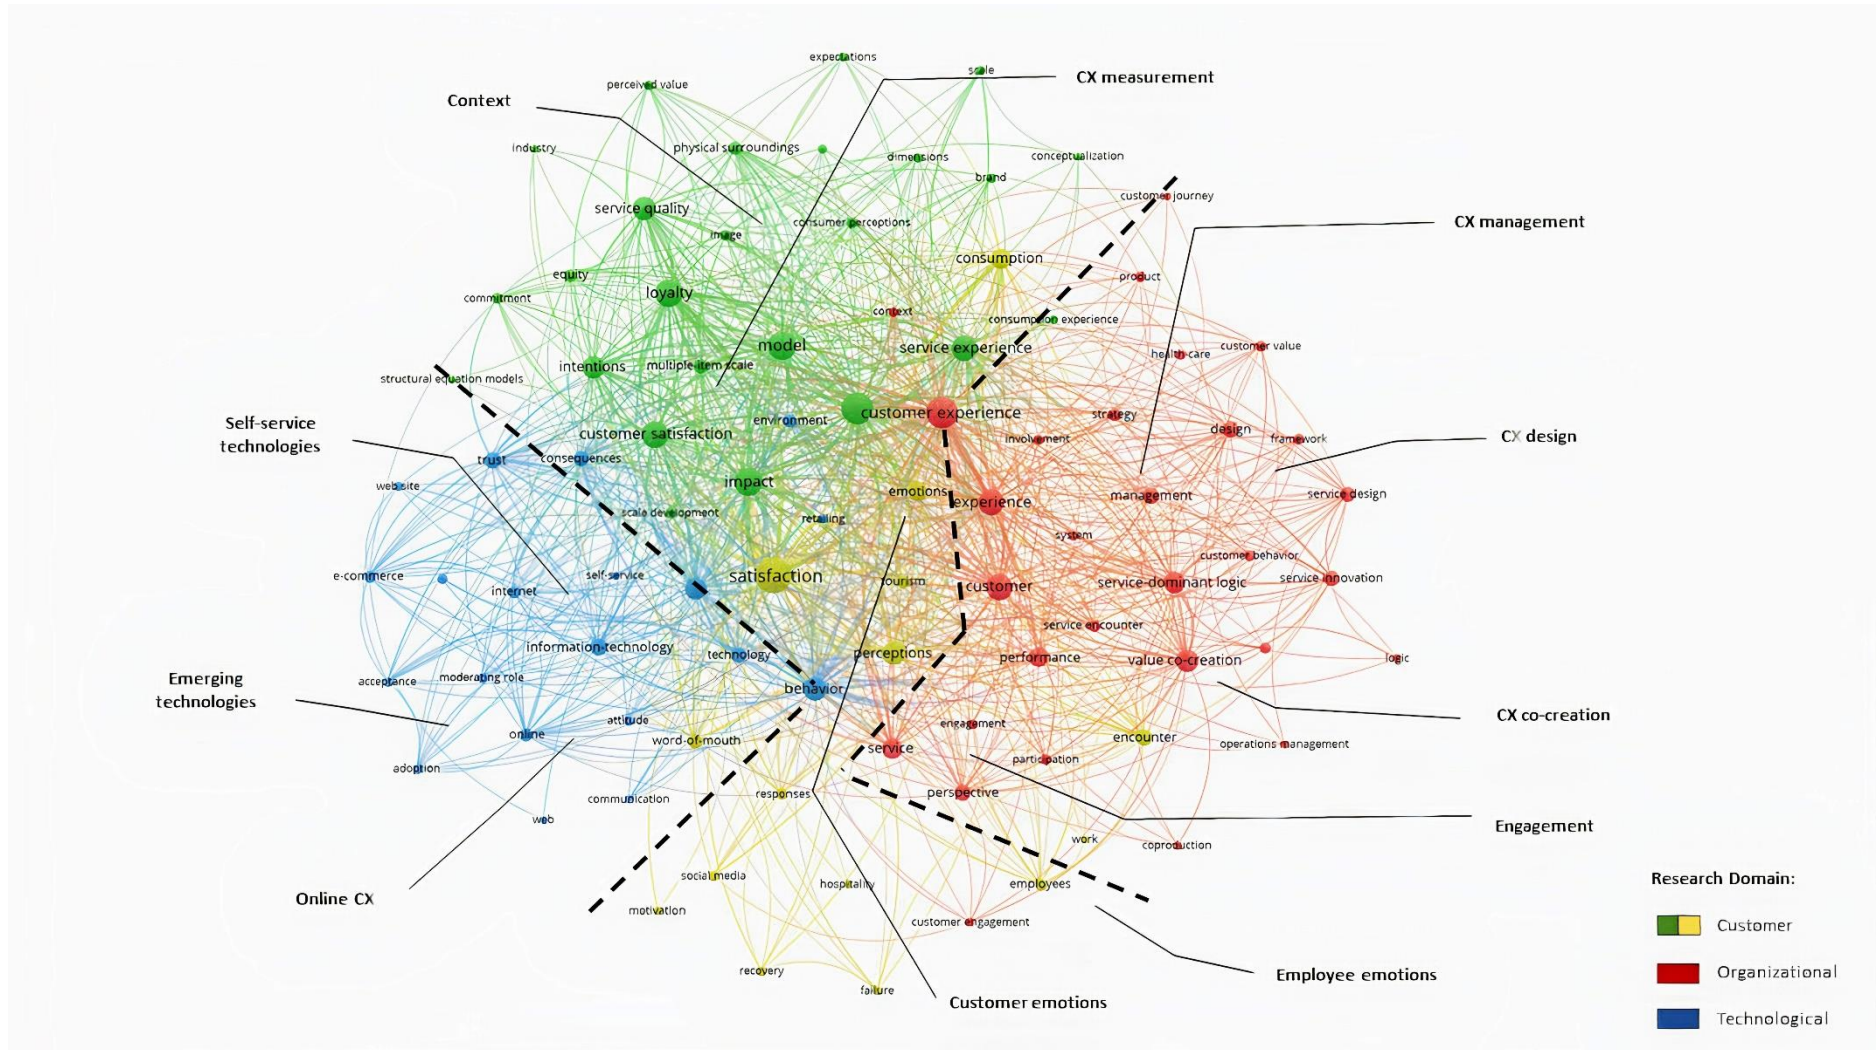 expectations
scale
CX measurement
perceived value
Context
industry
physical surroundings
dimensions
conceptualization
brand
customer journey
service quality
consumer perceptions
image
CX management
consumption
equity
product
loyalty
commitment
context
consumption experience
model
service experience
customer value
health care
intentions
multiple-item scale
structural equation models
customer experience
strategy
environment
Self-service
technologies
customer satisfaction
involvement
design
framework
CX design
trust
consequences
web site
impact
emotions
experience
management
service design
scale development
retailing
system
customer behavior
e-commerce
self-service
satisfaction
tourism
internet
customer
service-dominant logic
service innovation
service encounter
information-technology
technology
perceptions
performance
value co-creation
logic
Emerging
technologies
acceptance
moderating role
behavior
attitude
engagement
CX co-creation
online
word-of-mouth
service
encounter
operations management
participation
adoption
communication
responses
perspective
web
work
coproduction
Engagement
social media
hospitality
employees
Online CX
motivation
customer engagement
recovery
failure
Employee emotions
Customer emotions
Research Domain:
Customer
Organizational
Technological